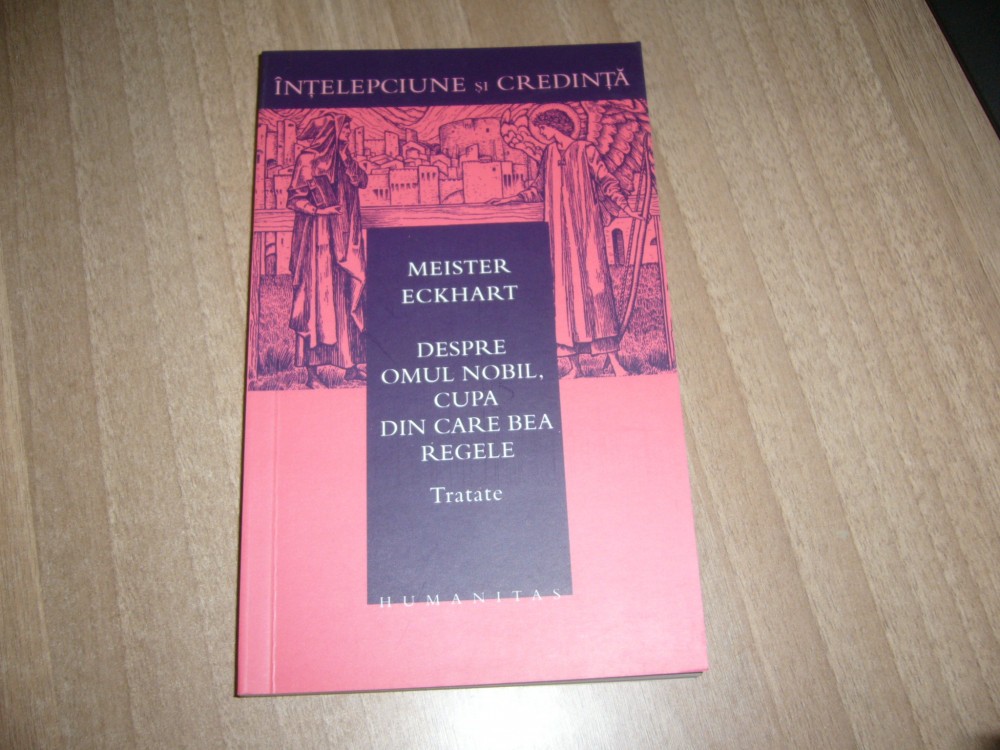 ÎNȚELEPCIUNE ȘI CREDINȚĂ
MEISTER
ECKHART
DESPRE
OMUL NOBIL,
CUPA
DIN CARE BEA
REGELE
Tratate
HUMANITAS